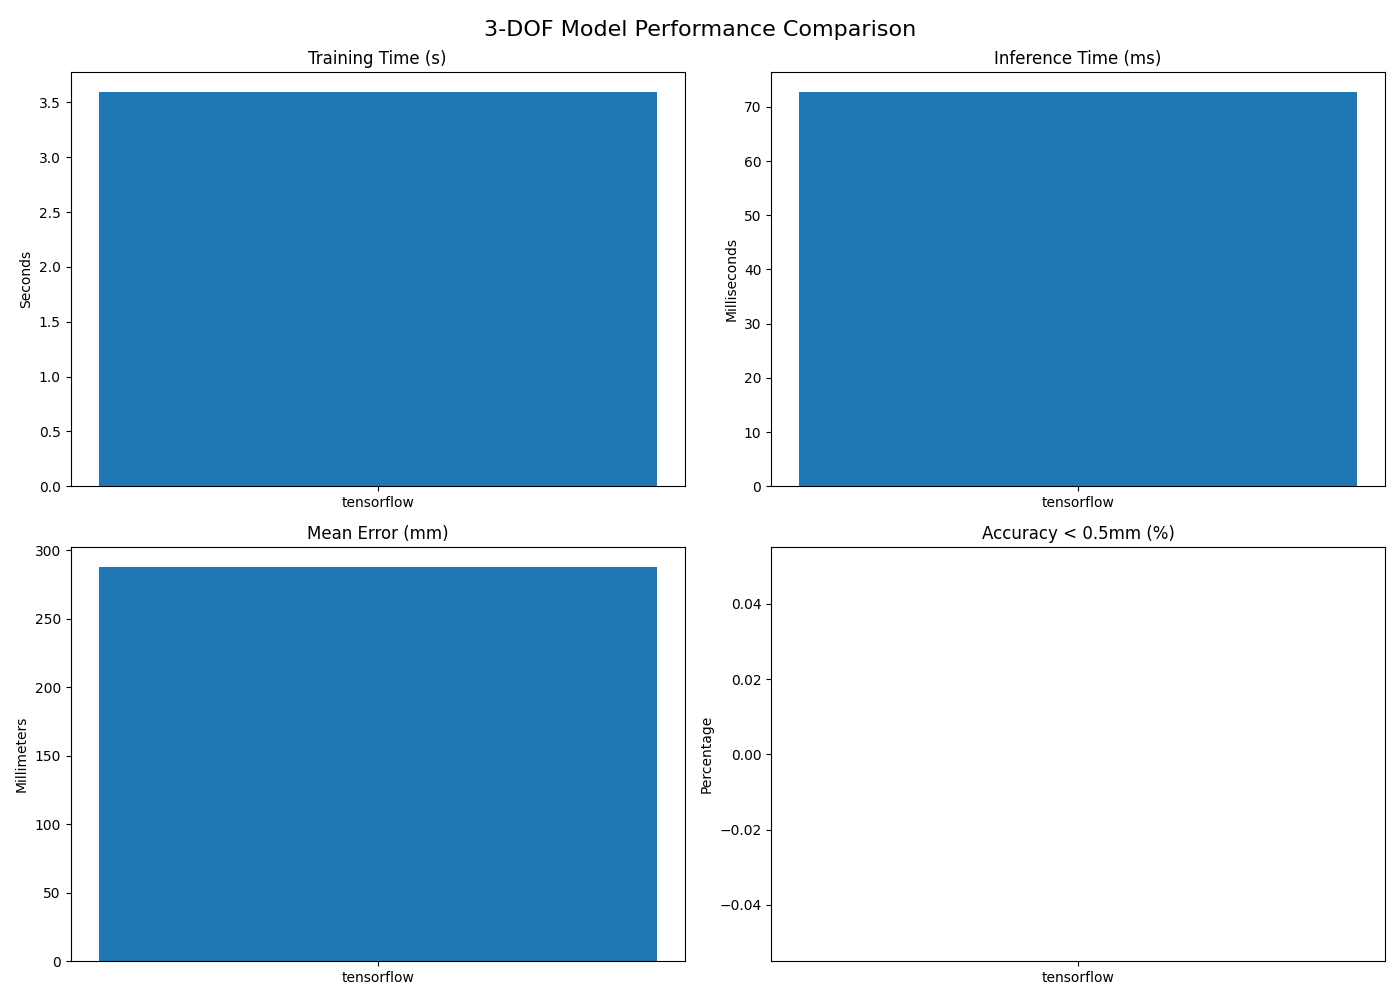 3-DOF Model Performance Comparison
Training Time (s)
3.5
3.0
2.5
2.0
1.5
1.0
0.5
0.0
Seconds
tensorflow
Inference Time (ms)
70
60
50
40
30
20
10
0
Milliseconds
tensorflow
Mean Error (mm)
300
250
200
150
100
50
0
Millimeters
tensorflow
Accuracy < 0.5mm (%)
0.04
0.02
0.00
−0.02
−0.04
Percentage
tensorflow